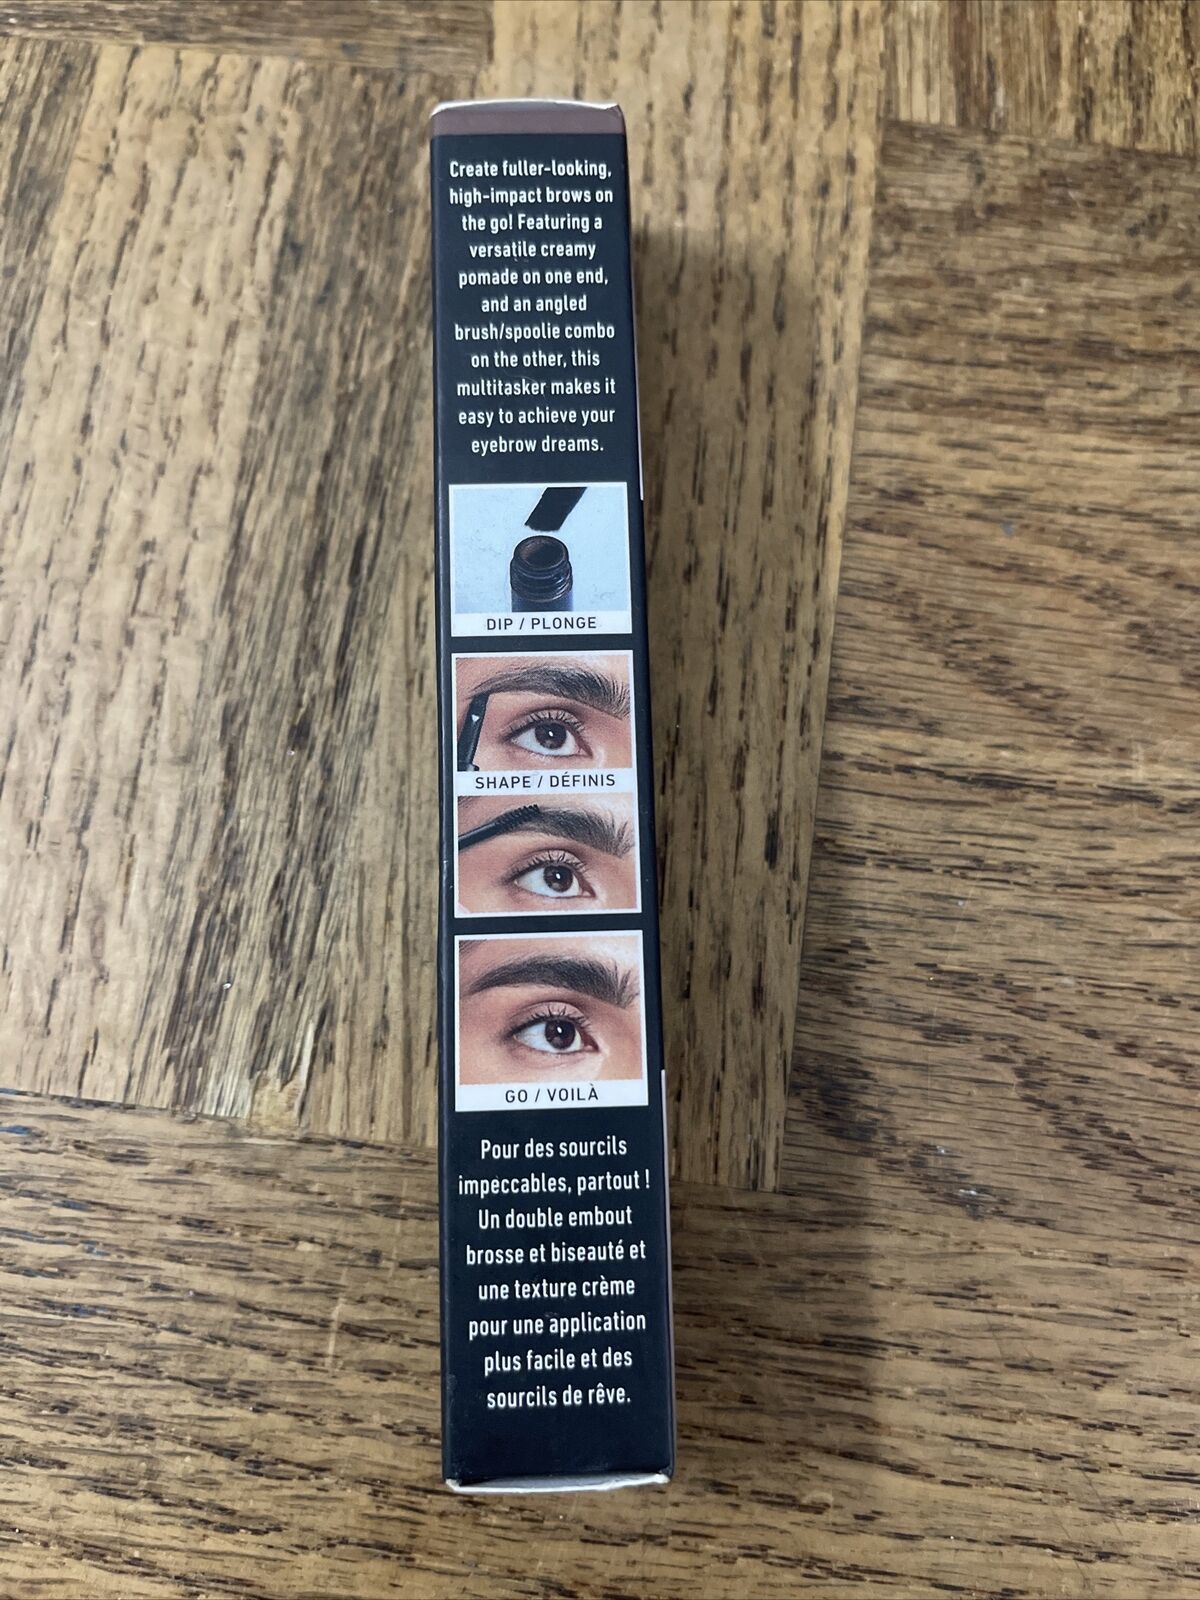 Create fuller-looking,
high-impact brows on
the go! Featuring a
versatile creamy
pomade on one end,
and an angled
brush/spoolie combo
on the other, this
multitasker makes it
easy to achieve your
eyebrow dreams.
DIP / PLONGE
SHAPE / DÉFINIS
GO / VOILÀ
Pour des sourcils
impeccables, partout !
Un double embout
brosse et biseauté et
une texture crème
pour une application
plus facile et des
sourcils de rêve.